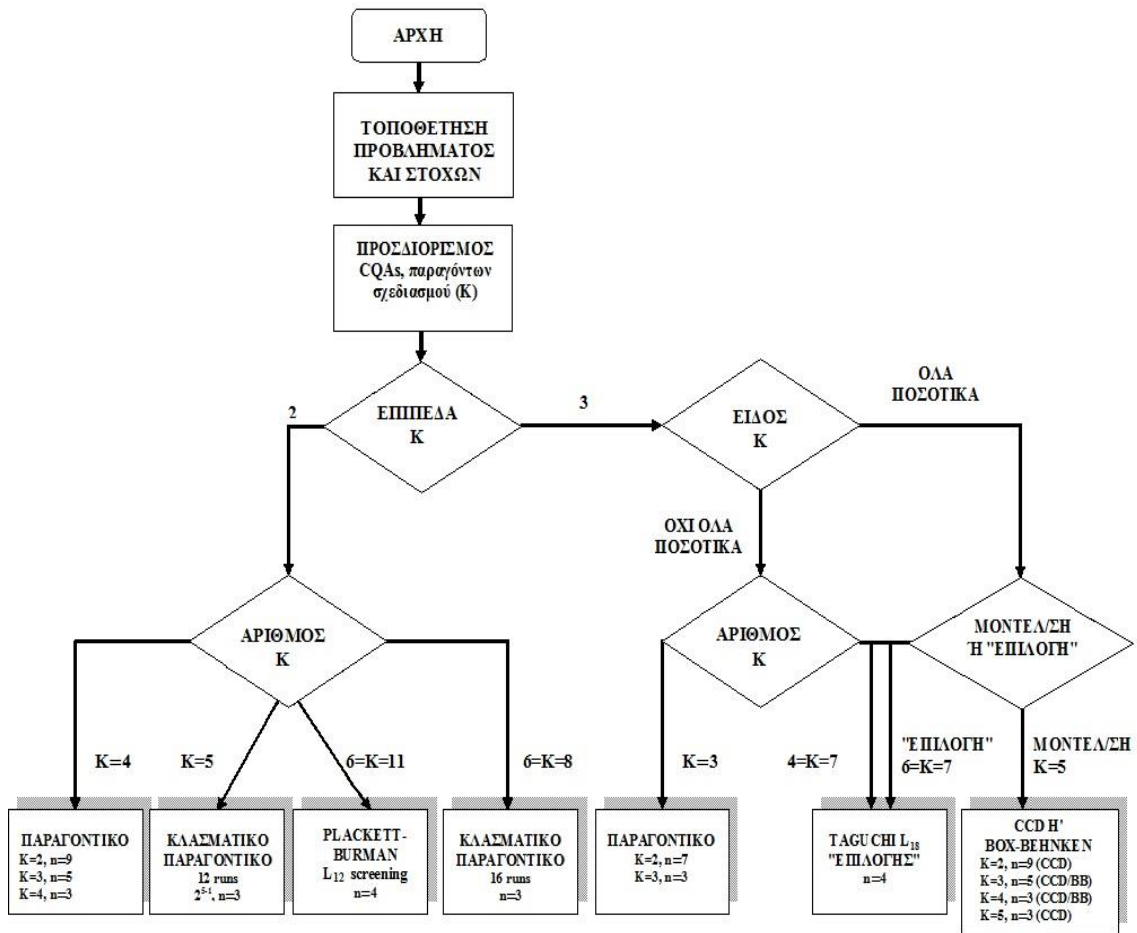 ΑΡΧΗ
ΤΟΠΟΘΕΤΗΣΗ
ΠΡΟΒΛΗΜΑΤΟΣ
ΚΑΙ ΣΤΟΧΩΝ
ΠΡΟΣΔΙΟΡΙΣΜΟΣ
CQAs, παραγόντων
σχεδιασμού (Κ)
ΕΠΙΠΕΔΑ
Κ
2
3
ΕΙΔΟΣ
Κ
ΟΛΑ
ΠΟΣΟΤΙΚΑ
ΟΧΙ ΟΛΑ
ΠΟΣΟΤΙΚΑ
ΑΡΙΘΜΟΣ
Κ
ΑΡΙΘΜΟΣ
Κ
ΜΟΝΤΕΛ/ΣΗ
Ή "ΕΠΙΛΟΓΗ"
Κ=4
Κ=5
6=Κ=11
6=Κ=8
Κ=3
4=Κ=7
"ΕΠΙΛΟΓΗ"
6=Κ=7
ΜΟΝΤΕΛ/ΣΗ
Κ=5
ΠΑΡΑΓΟΝΤΙΚΟ
K=2, n=9
K=3, n=5
K=4, n=3
ΚΛΑΣΜΑΤΙΚΟ
ΠΑΡΑΓΟΝΤΙΚΟ
12 runs
2⁵⁻¹, n=3
PLACKETT-
BURMAN
L₁₂ screening
n=4
ΚΛΑΣΜΑΤΙΚΟ
ΠΑΡΑΓΟΝΤΙΚΟ
16 runs
n=3
ΠΑΡΑΓΟΝΤΙΚΟ
K=2, n=7
K=3, n=3
TAGUCHI L₁₈
"ΕΠΙΛΟΓΗΣ"
n=4
CCD Η'
BOX-BEHNKEN
K=2, n=9 (CCD)
K=3, n=5 (CCD/BB)
K=4, n=3 (CCD/BB)
K=5, n=3 (CCD)